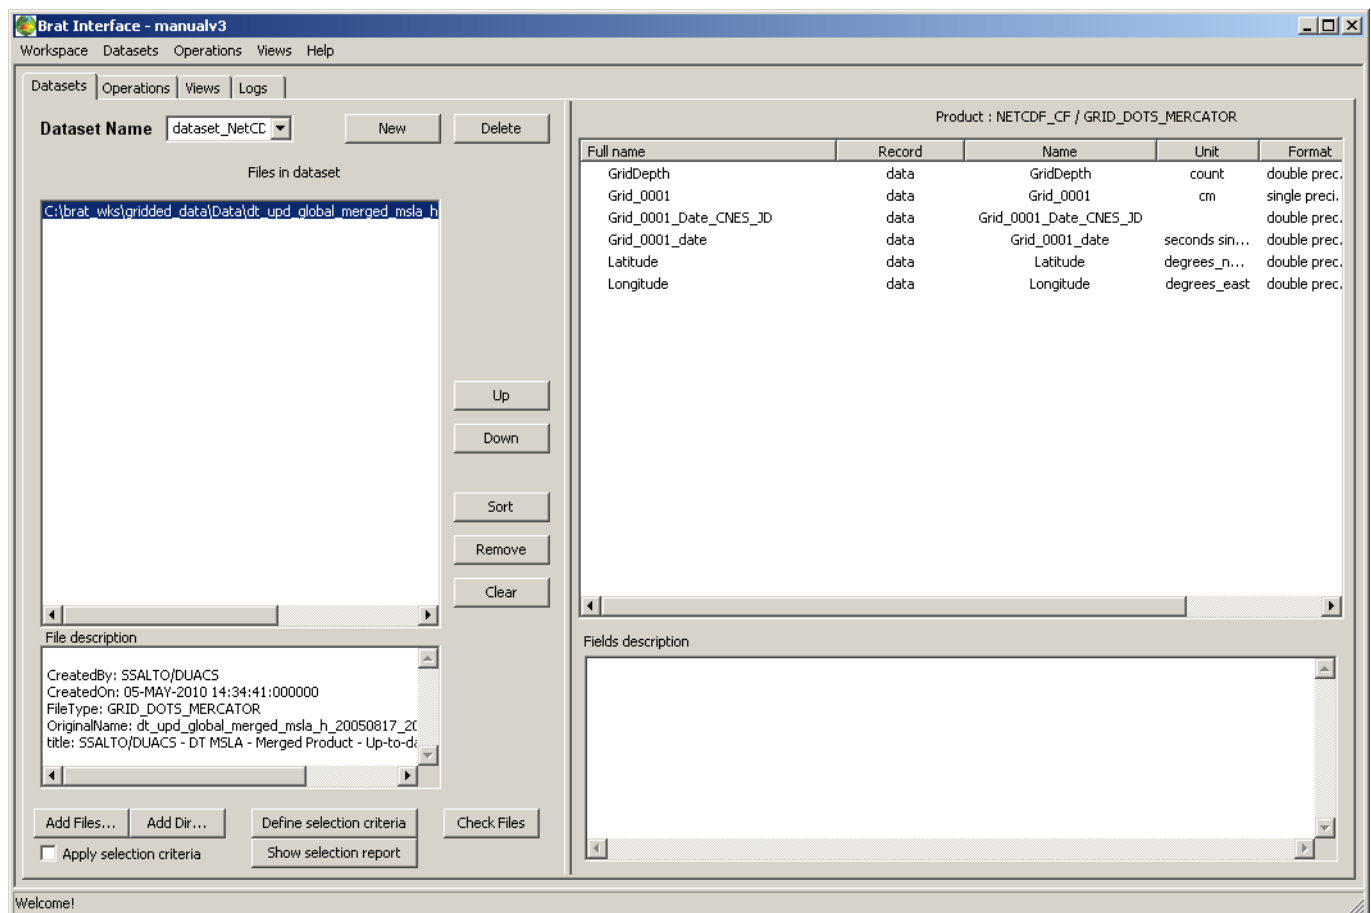 Brat Interface - manualv3
Workspace Datasets Operations Views Help
Datasets Operations Views Logs
Dataset Name dataset_NetCD New Delete
Files in dataset
C:\brat_wks\gridded_data\Data\dt_upd_global_merged_msla_h
Up
Down
Sort
Remove
Clear
File description
CreatedBy: SSALTO/DUACS
CreatedOn: 05-MAY-2010 14:34:41:000000
FileType: GRID_DOTS_MERCATOR
OriginalName: dt_upd_global_merged_msla_h_20050817_20
title: SSALTO/DUACS - DT MSLA - Merged Product - Up-to-da
Add Files... Add Dir... Define selection criteria Check Files
Apply selection criteria Show selection report
Product : NETCDF_CF / GRID_DOTS_MERCATOR
Full name Record Name Unit Format
GridDepth data GridDepth count double prec.
Grid_0001 data Grid_0001 cm single preci.
Grid_0001_Date_CNES_JD data Grid_0001_Date_CNES_JD double prec.
Grid_0001_date data Grid_0001_date seconds sin... double prec.
Latitude data Latitude degrees_n... double prec.
Longitude data Longitude degrees_east double prec.
Fields description
Welcome!